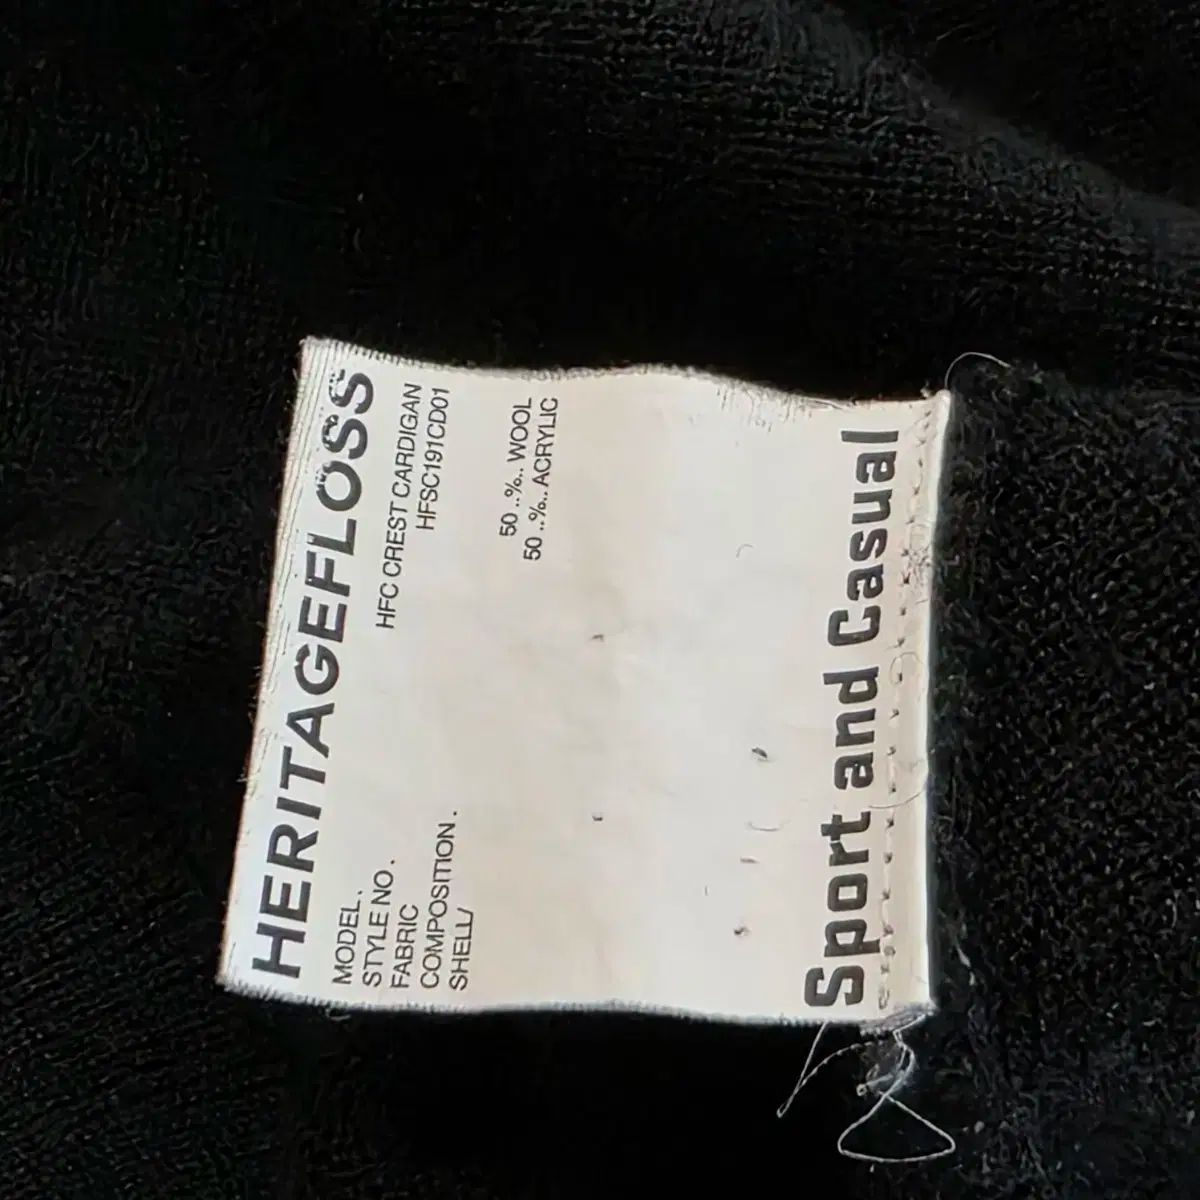 HERITAGEFLOSS
MODEL. HFC CREST CARDIGAN
STYLE NO. HFSC191CD01
FABRIC
COMPOSITION. 50 ..%.. WOOL
SHELL/ 50 ..%.. ACRYLIC
Sport and Casual